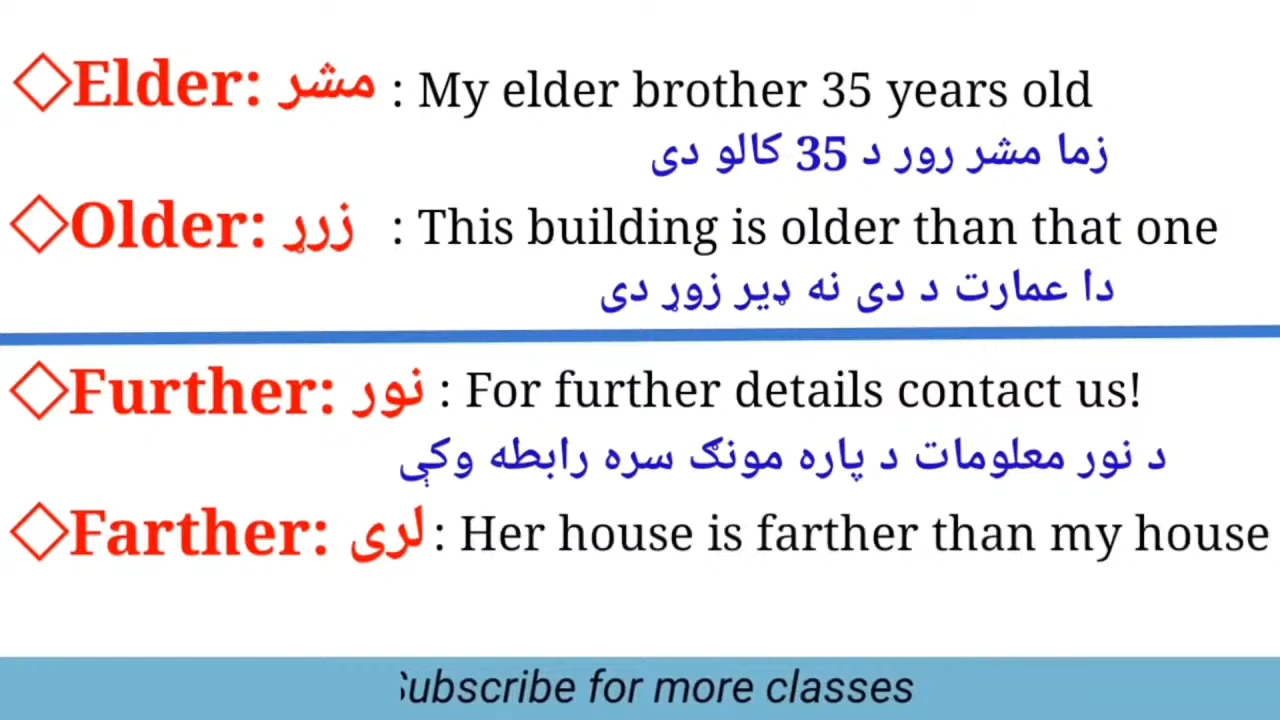 Elder: مشر : My elder brother 35 years old
زما مشر رور د 35 کالو دی
Older: زرړ : This building is older than that one
دا عمارت د دی نه ډیر زوړ دی
Further: نور : For further details contact us!
د نور معلومات د پاره مونګ سره رابطه وکې
Farther: لری : Her house is farther than my house
Subscribe for more classes